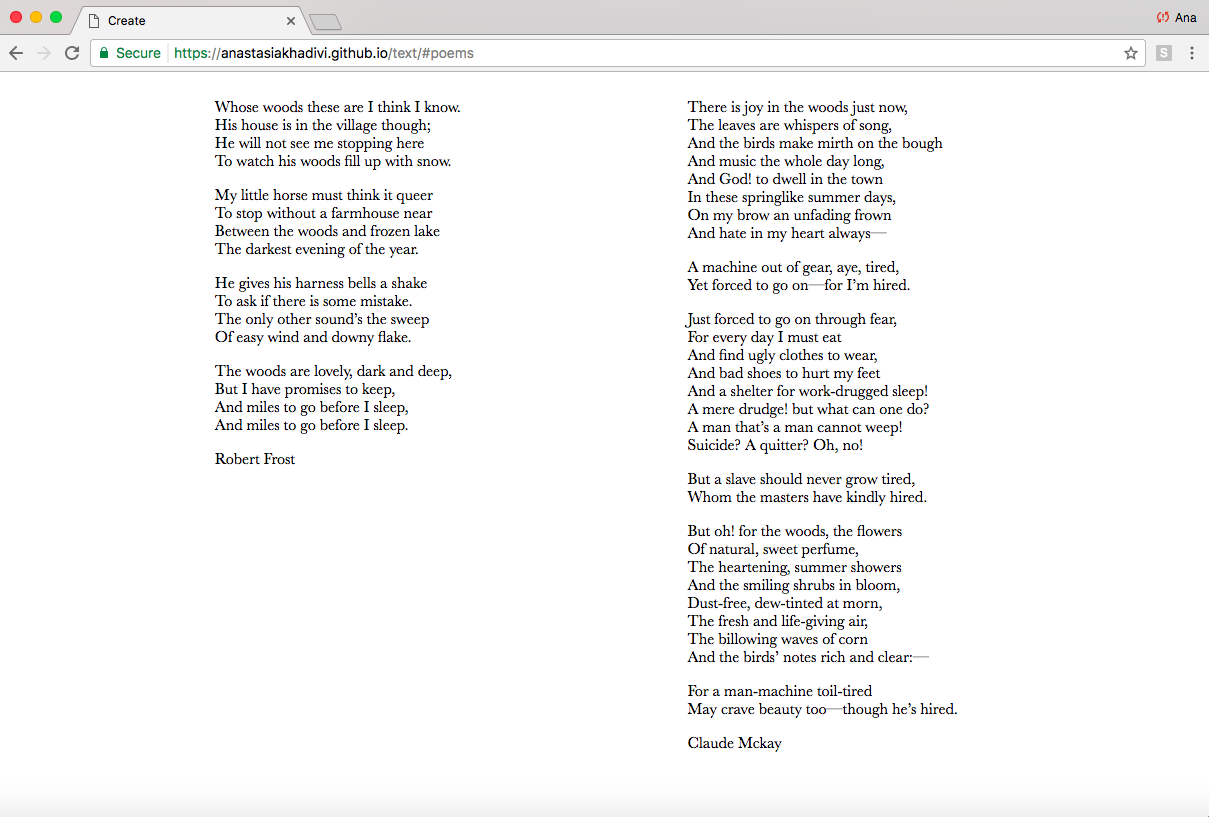 Create
Ana
Secure https://anastasiakhadivi.github.io/text/#poems
S
Whose woods these are I think I know.
His house is in the village though;
He will not see me stopping here
To watch his woods fill up with snow.
My little horse must think it queer
To stop without a farmhouse near
Between the woods and frozen lake
The darkest evening of the year.
He gives his harness bells a shake
To ask if there is some mistake.
The only other sound’s the sweep
Of easy wind and downy flake.
The woods are lovely, dark and deep,
But I have promises to keep,
And miles to go before I sleep,
And miles to go before I sleep.
Robert Frost
There is joy in the woods just now,
The leaves are whispers of song,
And the birds make mirth on the bough
And music the whole day long,
And God! to dwell in the town
In these springlike summer days,
On my brow an unfading frown
And hate in my heart always—
A machine out of gear, aye, tired,
Yet forced to go on—for I’m hired.
Just forced to go on through fear,
For every day I must eat
And find ugly clothes to wear,
And bad shoes to hurt my feet
And a shelter for work-drugged sleep!
A mere drudge! but what can one do?
A man that’s a man cannot weep!
Suicide? A quitter? Oh, no!
But a slave should never grow tired,
Whom the masters have kindly hired.
But oh! for the woods, the flowers
Of natural, sweet perfume,
The heartening, summer showers
And the smiling shrubs in bloom,
Dust-free, dew-tinted at morn,
The fresh and life-giving air,
The billowing waves of corn
And the birds’ notes rich and clear:—
For a man-machine toil-tired
May crave beauty too—though he’s hired.
Claude Mckay